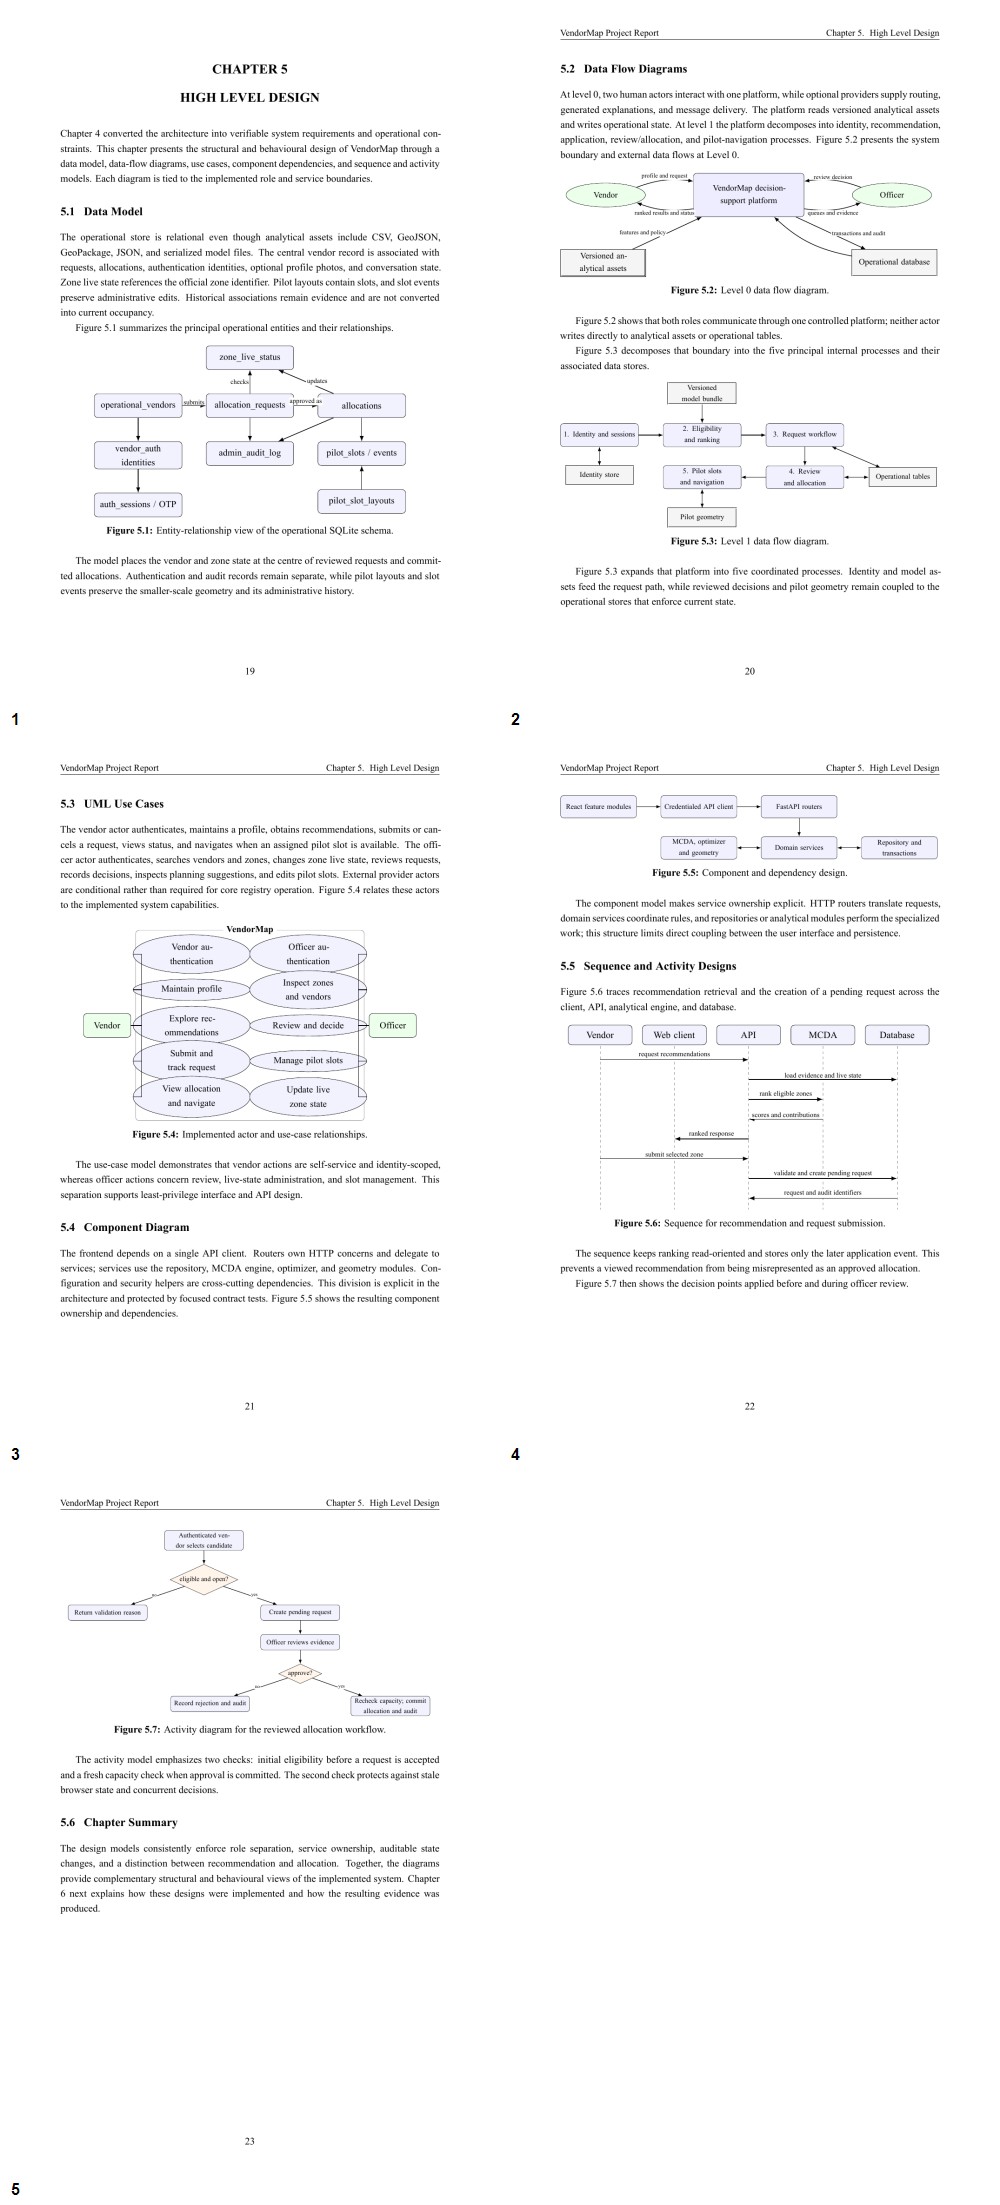 CHAPTER 5
HIGH LEVEL DESIGN
Chapter 4 converted the architecture into verifiable system requirements and operational con-
straints. This chapter presents the structural and behavioural design of VendorMap through a
data model, data-flow diagrams, use cases, component dependencies, and sequence and activity
models. Each diagram is tied to the implemented role and service boundaries.
5.1 Data Model
The operational store is relational even though analytical assets include CSV, GeoJSON,
GeoPackage, JSON, and serialized model files. The central vendor record is associated with
requests, allocations, authentication identities, optional profile photos, and conversation state.
Zone live state references the official zone identifier. Pilot layouts contain slots, and slot events
preserve administrative edits. Historical associations remain evidence and are not converted
into current occupancy.
Figure 5.1 summarizes the principal operational entities and their relationships.
zone_live_status
checks
updates
operational_vendors
submits
allocation_requests
approved as
allocations
vendor_auth
identities
admin_audit_log
pilot_slots / events
auth_sessions / OTP
pilot_slot_layouts
Figure 5.1: Entity-relationship view of the operational SQLite schema.
The model places the vendor and zone state at the centre of reviewed requests and commit-
ted allocations. Authentication and audit records remain separate, while pilot layouts and slot
events preserve the smaller-scale geometry and its administrative history.
19
1
VendorMap Project Report
Chapter 5. High Level Design
5.2 Data Flow Diagrams
At level 0, two human actors interact with one platform, while optional providers supply routing,
generated explanations, and message delivery. The platform reads versioned analytical assets
and writes operational state. At level 1 the platform decomposes into identity, recommendation,
application, review/allocation, and pilot-navigation processes. Figure 5.2 presents the system
boundary and external data flows at Level 0.
profile and request
review decision
Vendor
VendorMap decision-
support platform
Officer
ranked results and status
queues and evidence
features and policy
transactions and audit
Versioned an-
alytical assets
Operational database
Figure 5.2: Level 0 data flow diagram.
Figure 5.2 shows that both roles communicate through one controlled platform; neither actor
writes directly to analytical assets or operational tables.
Figure 5.3 decomposes that boundary into the five principal internal processes and their
associated data stores.
Versioned
model bundle
1. Identity and sessions
2. Eligibility
and ranking
3. Request workflow
Identity store
5. Pilot slots
and navigation
4. Review
and allocation
Operational tables
Pilot geometry
Figure 5.3: Level 1 data flow diagram.
Figure 5.3 expands that platform into five coordinated processes. Identity and model as-
sets feed the request path, while reviewed decisions and pilot geometry remain coupled to the
operational stores that enforce current state.
20
2
VendorMap Project Report
Chapter 5. High Level Design
5.3 UML Use Cases
The vendor actor authenticates, maintains a profile, obtains recommendations, submits or can-
cels a request, views status, and navigates when an assigned pilot slot is available. The offi-
cer actor authenticates, searches vendors and zones, changes zone live state, reviews requests,
records decisions, inspects planning suggestions, and edits pilot slots. External provider actors
are conditional rather than required for core registry operation. Figure 5.4 relates these actors
to the implemented system capabilities.
VendorMap
Vendor au-
thentication
Officer au-
thentication
Maintain profile
Inspect zones
and vendors
Vendor
Explore rec-
ommendations
Review and decide
Officer
Submit and
track request
Manage pilot slots
View allocation
and navigate
Update live
zone state
Figure 5.4: Implemented actor and use-case relationships.
The use-case model demonstrates that vendor actions are self-service and identity-scoped,
whereas officer actions concern review, live-state administration, and slot management. This
separation supports least-privilege interface and API design.
5.4 Component Diagram
The frontend depends on a single API client. Routers own HTTP concerns and delegate to
services; services use the repository, MCDA engine, optimizer, and geometry modules. Con-
figuration and security helpers are cross-cutting dependencies. This division is explicit in the
architecture and protected by focused contract tests. Figure 5.5 shows the resulting component
ownership and dependencies.
21
3
VendorMap Project Report
Chapter 5. High Level Design
React feature modules
Credentialed API client
FastAPI routers
MCDA, optimizer
and geometry
Domain services
Repository and
transactions
Figure 5.5: Component and dependency design.
The component model makes service ownership explicit. HTTP routers translate requests,
domain services coordinate rules, and repositories or analytical modules perform the specialized
work; this structure limits direct coupling between the user interface and persistence.
5.5 Sequence and Activity Designs
Figure 5.6 traces recommendation retrieval and the creation of a pending request across the
client, API, analytical engine, and database.
Vendor
Web client
API
MCDA
Database
request recommendations
load evidence and live state
rank eligible zones
scores and contributions
ranked response
submit selected zone
validate and create pending request
request and audit identifiers
Figure 5.6: Sequence for recommendation and request submission.
The sequence keeps ranking read-oriented and stores only the later application event. This
prevents a viewed recommendation from being misrepresented as an approved allocation.
Figure 5.7 then shows the decision points applied before and during officer review.
22
4
VendorMap Project Report
Chapter 5. High Level Design
Authenticated ven-
dor selects candidate
eligible and open?
no
yes
Return validation reason
Create pending request
Officer reviews evidence
approve?
no
yes
Record rejection and audit
Recheck capacity; commit
allocation and audit
Figure 5.7: Activity diagram for the reviewed allocation workflow.
The activity model emphasizes two checks: initial eligibility before a request is accepted
and a fresh capacity check when approval is committed. The second check protects against stale
browser state and concurrent decisions.
5.6 Chapter Summary
The design models consistently enforce role separation, service ownership, auditable state
changes, and a distinction between recommendation and allocation. Together, the diagrams
provide complementary structural and behavioural views of the implemented system. Chapter
6 next explains how these designs were implemented and how the resulting evidence was
produced.
23
5